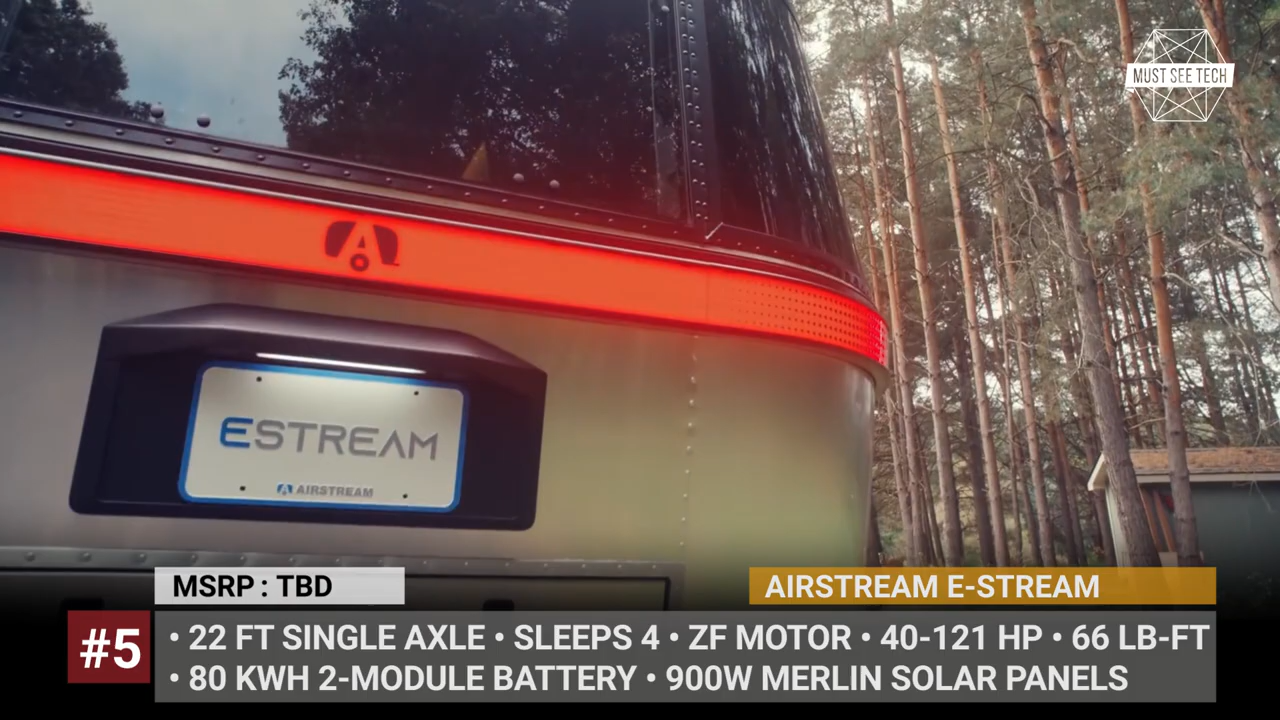 MUST SEE TECH
A
ESTREAM
AIRSTREAM
MSRP : TBD
AIRSTREAM E-STREAM
#5
• 22 FT SINGLE AXLE • SLEEPS 4 • ZF MOTOR • 40-121 HP • 66 LB-FT
• 80 KWH 2-MODULE BATTERY • 900W MERLIN SOLAR PANELS